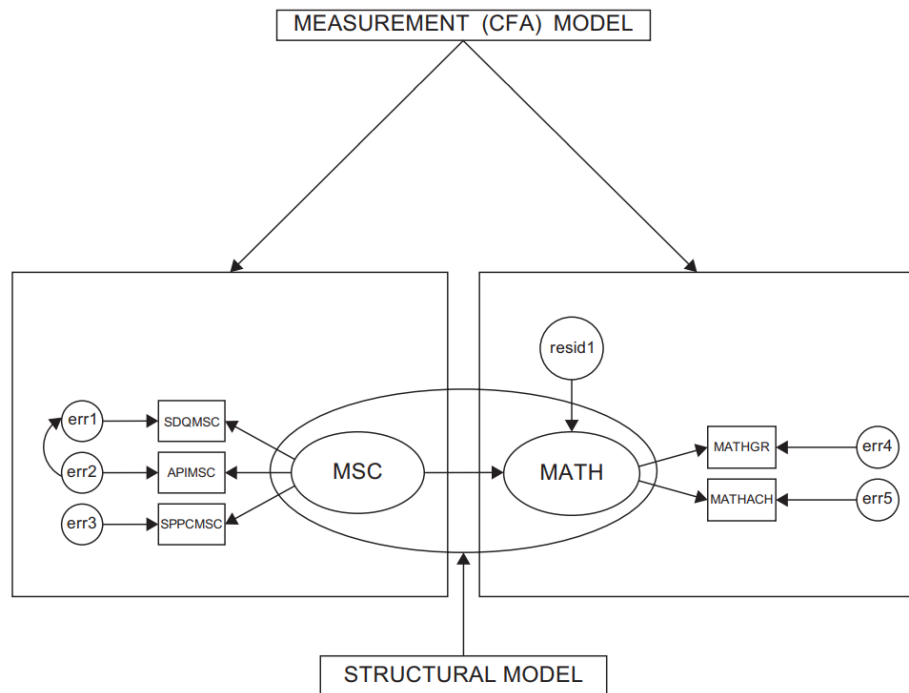 MEASUREMENT (CFA) MODEL
resid1
err1
SDQMSC
err2
APIMSC
err3
SPPCMSC
MSC
MATH
MATHGR
err4
MATHACH
err5
STRUCTURAL MODEL